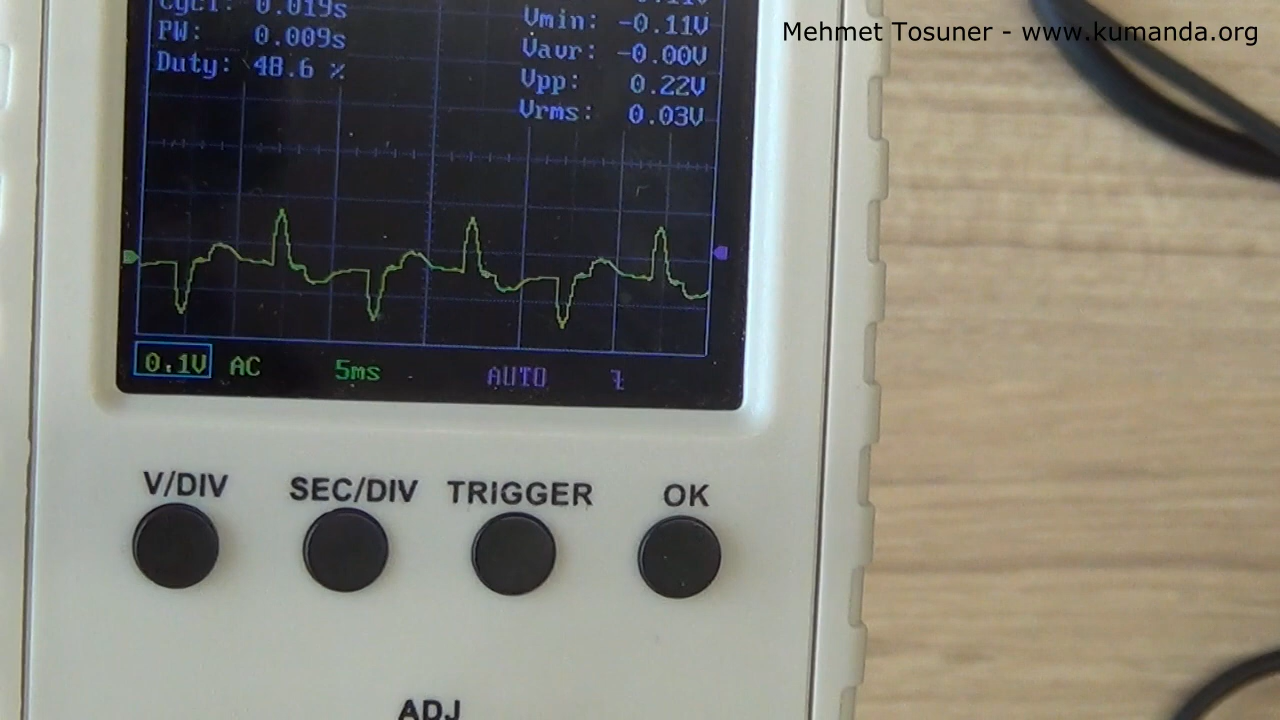 Mehmet Tosuner - www.kumanda.org
Cycl: 0.019s
PW: 0.009s
Duty: 48.6 %
Vmin: -0.11V
Vavr: -0.00V
Vpp: 0.22V
Vrms: 0.03V
0.1V AC 5ms AUTO
V/DIV SEC/DIV TRIGGER OK
ADJ